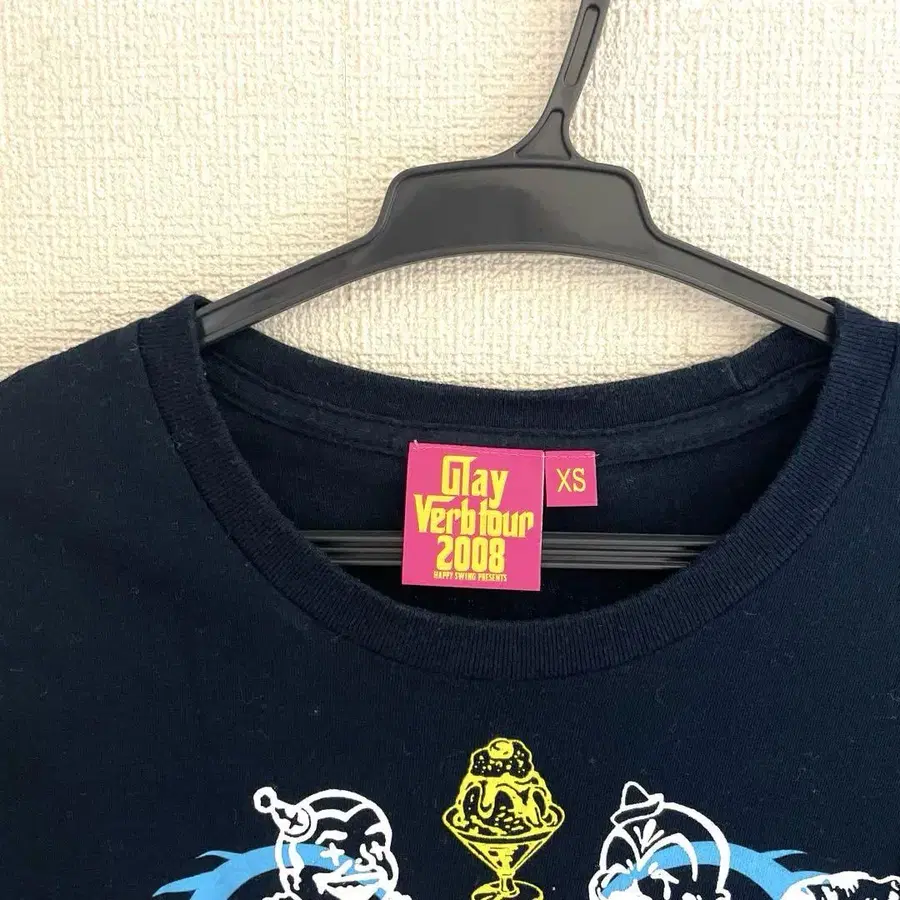 GLay
Verb tour
2008
HAPPY SWING PRESENTS
XS